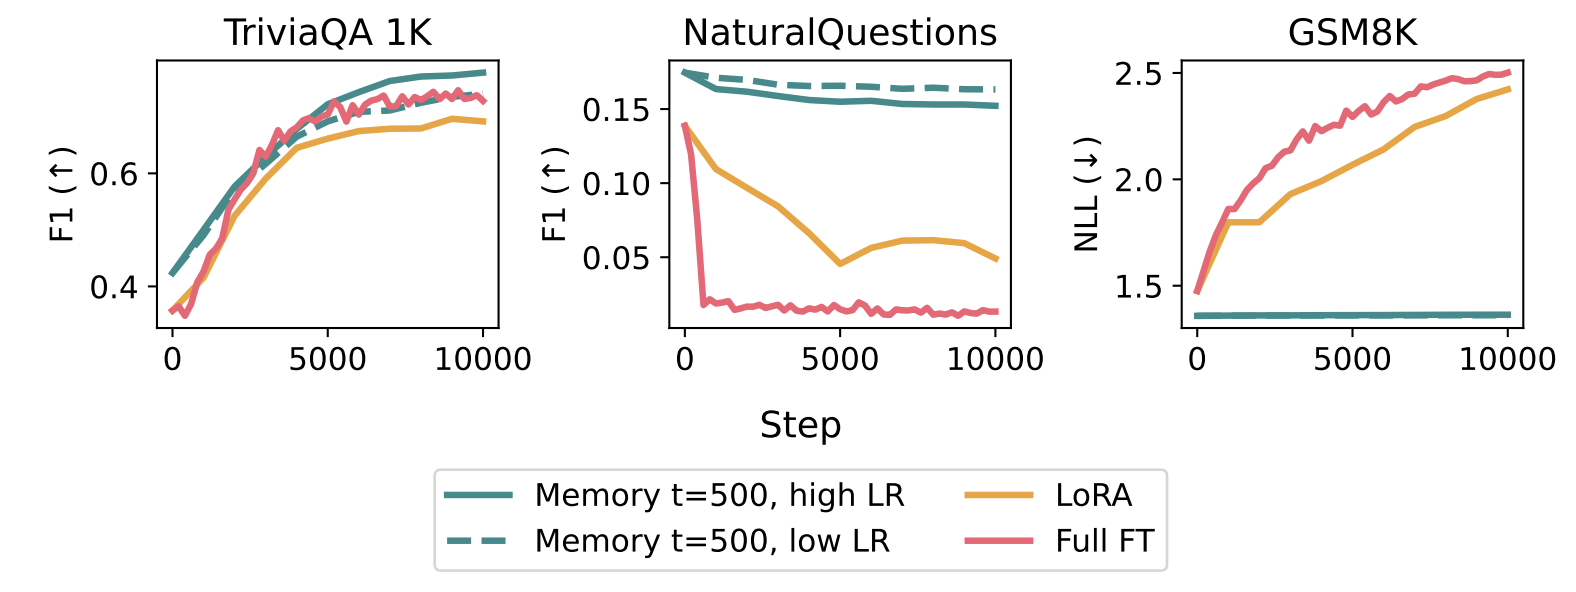 TriviaQA 1K
F1 (↑)
0.6
0.4
0 5000 10000
NaturalQuestions
F1 (↑)
0.15
0.10
0.05
0 5000 10000
GSM8K
NLL (↓)
2.5
2.0
1.5
0 5000 10000
Step
Memory t=500, high LR
Memory t=500, low LR
LoRA
Full FT